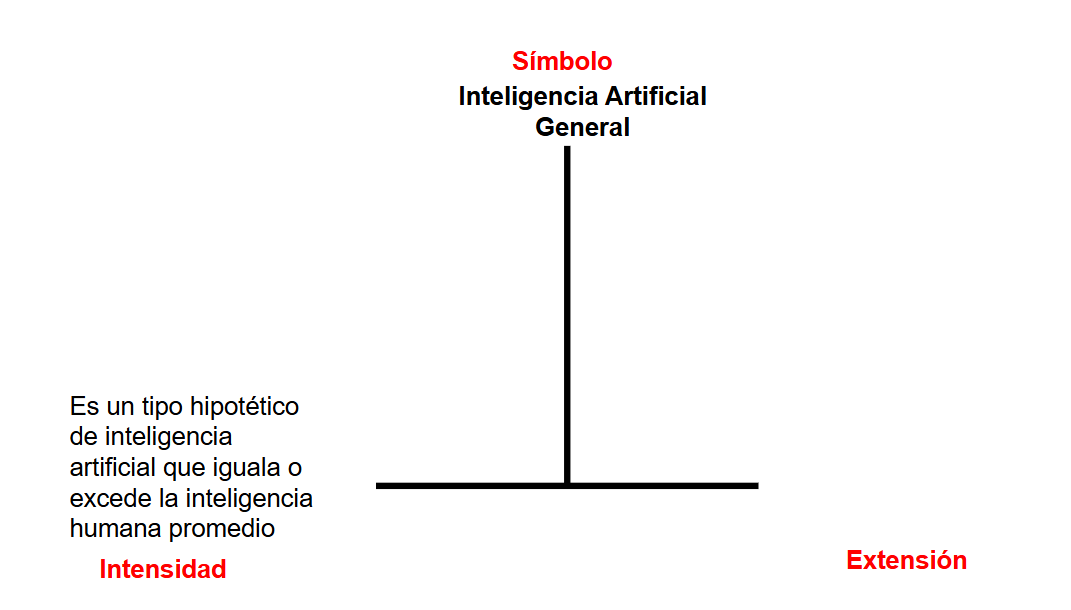 Símbolo
Inteligencia Artificial
General
Es un tipo hipotético
de inteligencia
artificial que iguala o
excede la inteligencia
humana promedio
Intensidad
Extensión